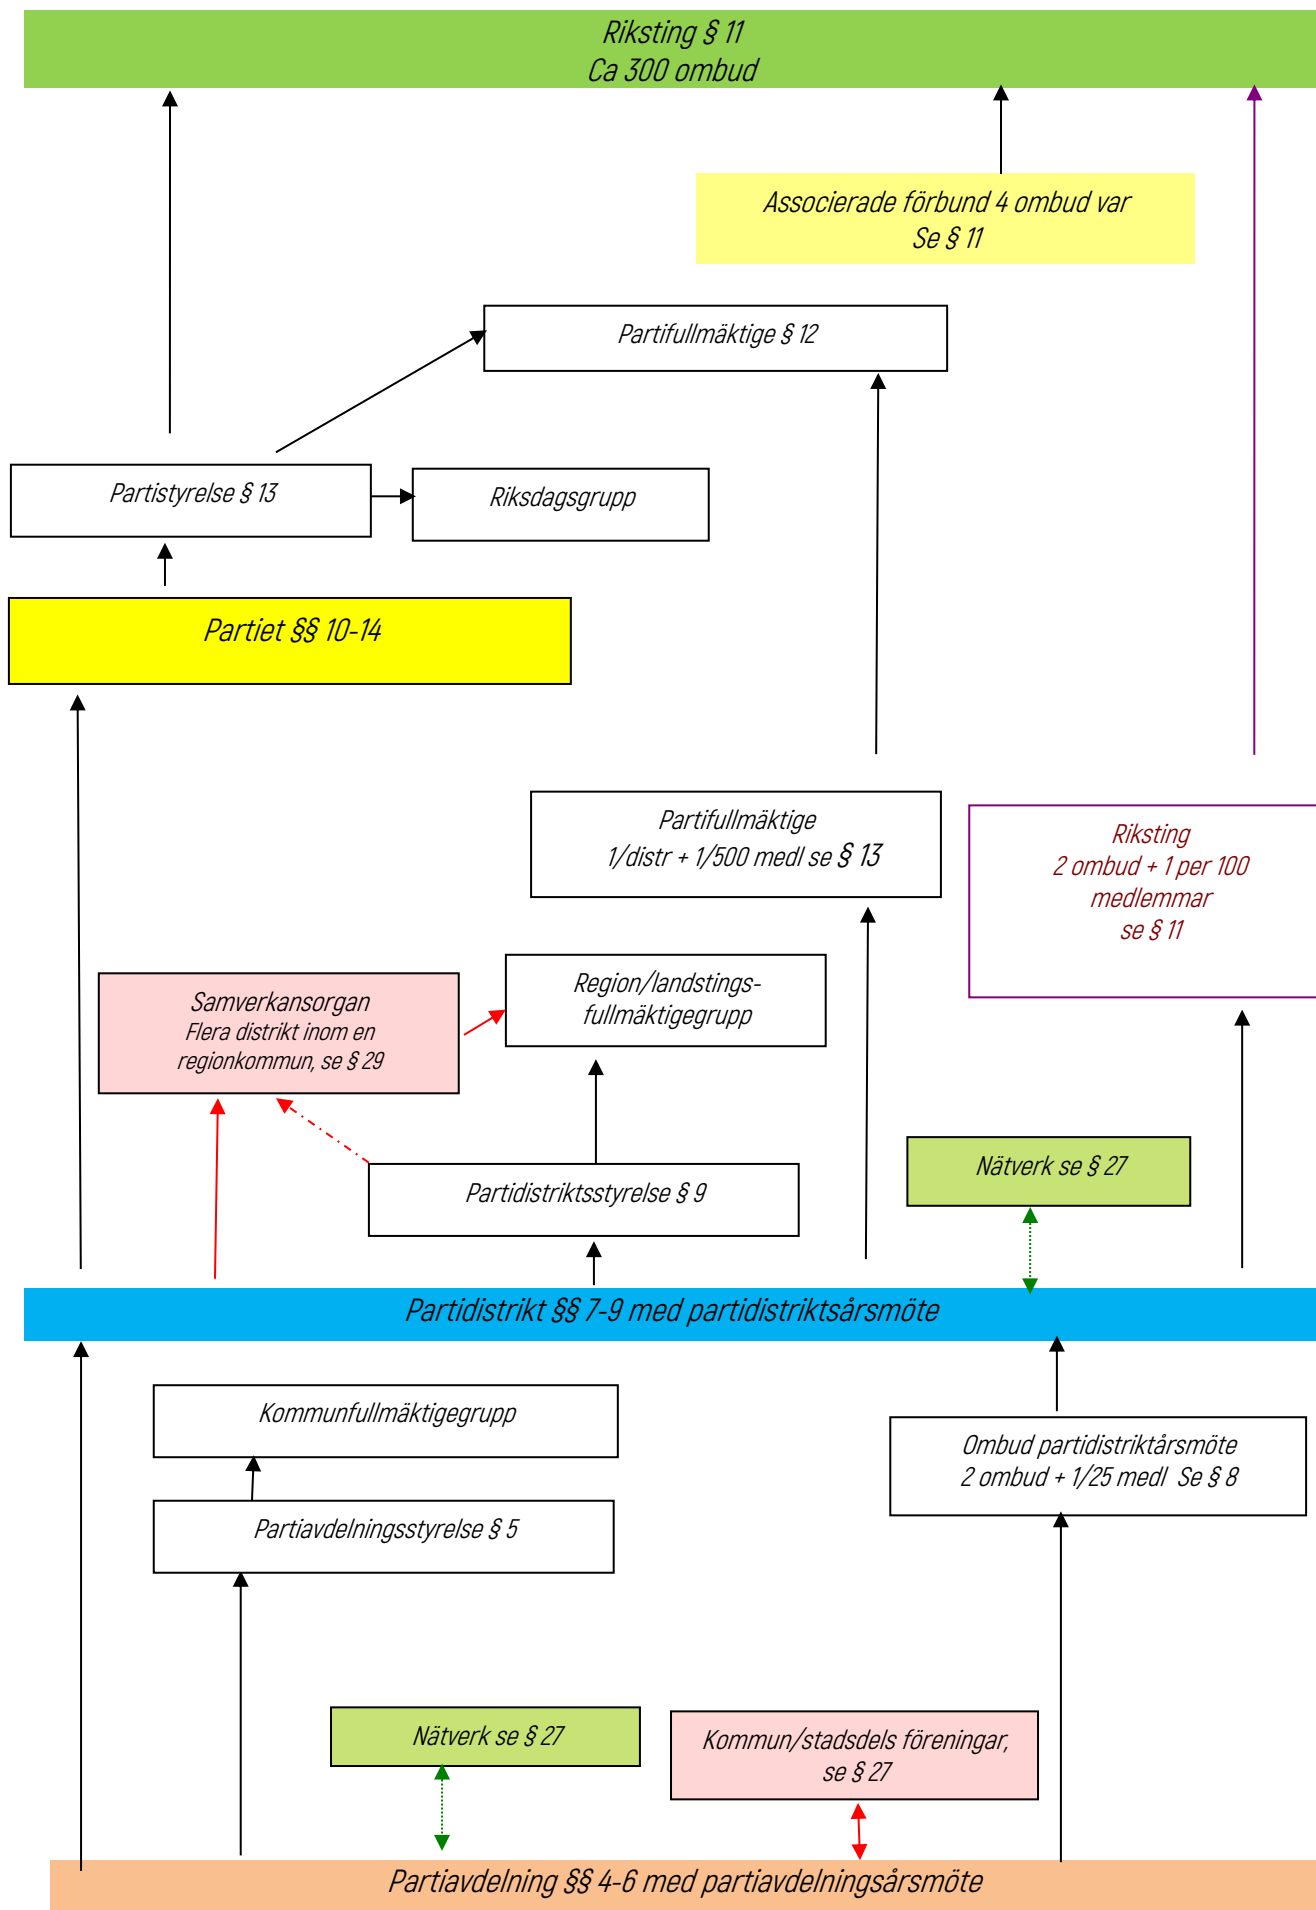 Riksting § 11
Ca 300 ombud
Associerade förbund 4 ombud var
Se § 11
Partifullmäktige § 12
Partistyrelse § 13
Riksdagsgrupp
Partiet §§ 10-14
Partifullmäktige
1/distr + 1/500 medl se § 13
Riksting
2 ombud + 1 per 100
medlemmar
se § 11
Samverkansorgan
Flera distrikt inom en
regionkommun, se § 29
Region/landstings-
fullmäktigegrupp
Nätverk se § 27
Partidistriktsstyrelse § 9
Partidistrikt §§ 7-9 med partidistriktsårsmöte
Kommunfullmäktigegrupp
Ombud partidistriktårsmöte
2 ombud + 1/25 medl  Se § 8
Partiavdelningsstyrelse § 5
Nätverk se § 27
Kommun/stadsdels föreningar,
se § 27
Partiavdelning §§ 4-6 med partiavdelningsårsmöte